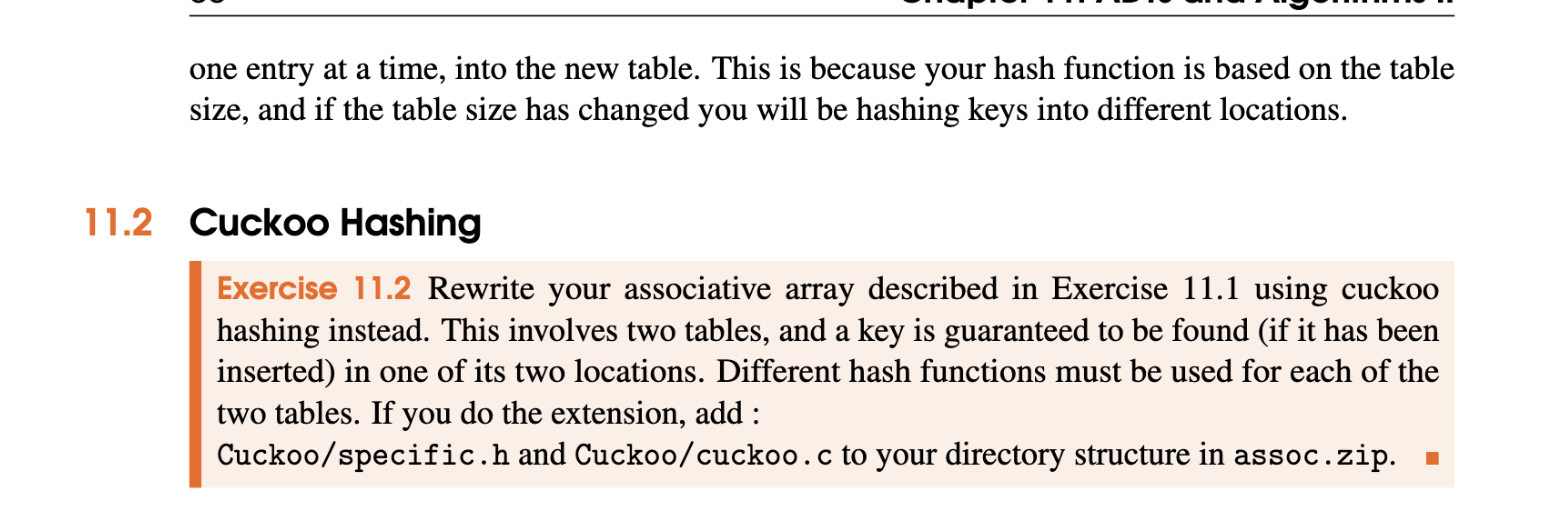 one entry at a time, into the new table. This is because your hash function is based on the table
size, and if the table size has changed you will be hashing keys into different locations.
11.2 Cuckoo Hashing
Exercise 11.2 Rewrite your associative array described in Exercise 11.1 using cuckoo
hashing instead. This involves two tables, and a key is guaranteed to be found (if it has been
inserted) in one of its two locations. Different hash functions must be used for each of the
two tables. If you do the extension, add :
Cuckoo/specific.h and Cuckoo/cuckoo.c to your directory structure in assoc.zip.